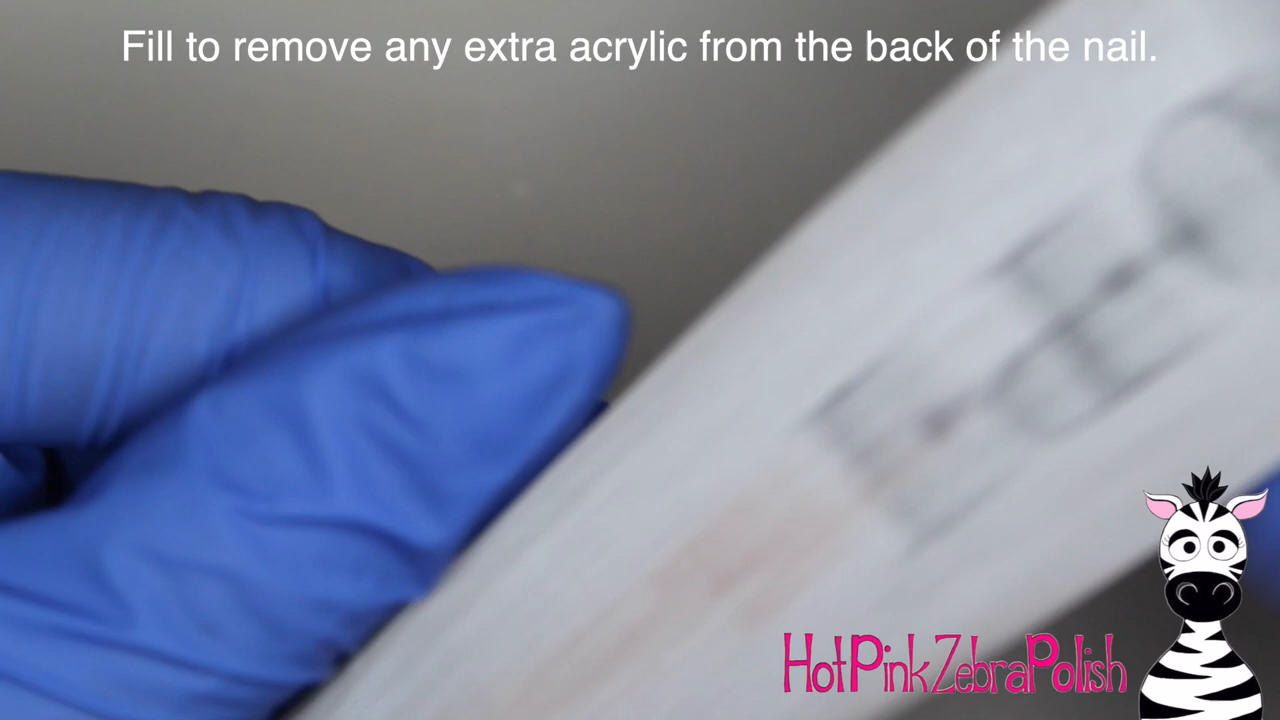 Fill to remove any extra acrylic from the back of the nail.
HotPinkZebraPolish